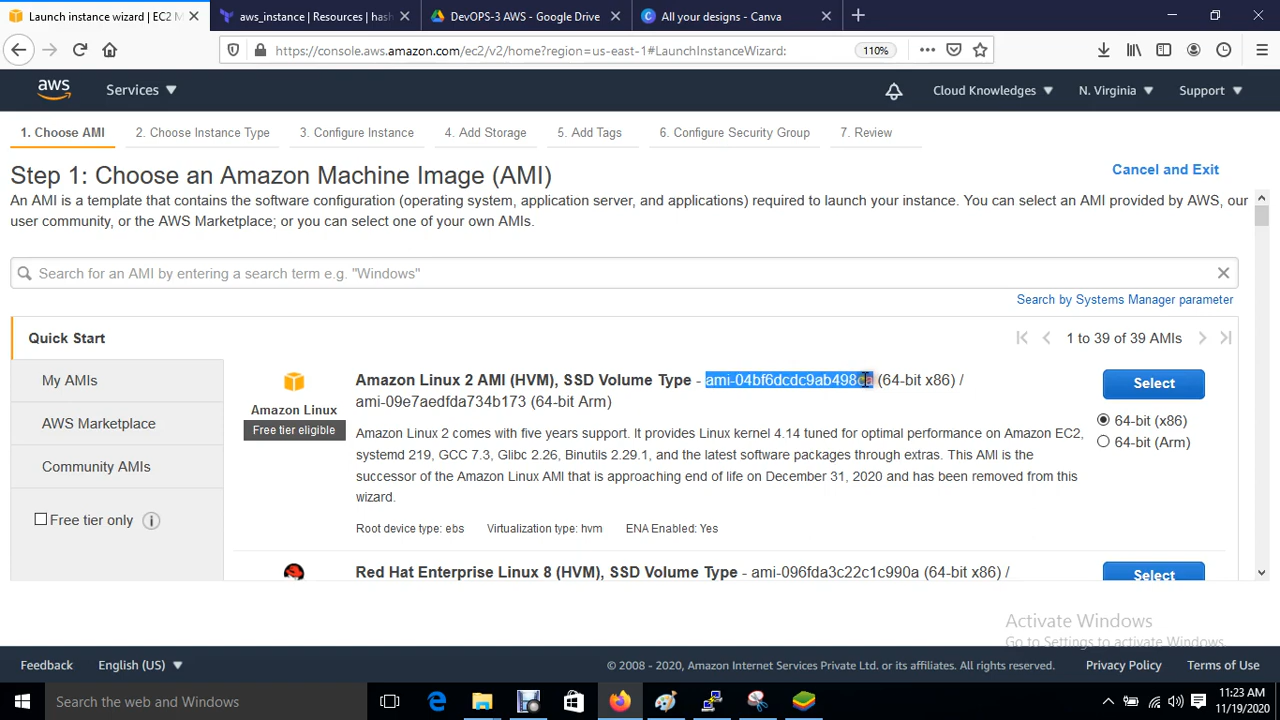 Launch instance wizard | EC2 M
aws_instance | Resources | hash
DevOPS-3 AWS - Google Drive
All your designs - Canva
https://console.aws.amazon.com/ec2/v2/home?region=us-east-1#LaunchInstanceWizard:
110%
aws
Services
Cloud Knowledges
N. Virginia
Support
1. Choose AMI
2. Choose Instance Type
3. Configure Instance
4. Add Storage
5. Add Tags
6. Configure Security Group
7. Review
Step 1: Choose an Amazon Machine Image (AMI)
Cancel and Exit
An AMI is a template that contains the software configuration (operating system, application server, and applications) required to launch your instance. You can select an AMI provided by AWS, our
user community, or the AWS Marketplace; or you can select one of your own AMIs.
Search for an AMI by entering a search term e.g. "Windows"
Search by Systems Manager parameter
Quick Start
1 to 39 of 39 AMIs
My AMIs
AWS Marketplace
Community AMIs
Free tier only
Amazon Linux
Free tier eligible
Amazon Linux 2 AMI (HVM), SSD Volume Type - (64-bit x86) /
ami-09e7aedfda734b173 (64-bit Arm)
Amazon Linux 2 comes with five years support. It provides Linux kernel 4.14 tuned for optimal performance on Amazon EC2,
systemd 219, GCC 7.3, Glibc 2.26, Binutils 2.29.1, and the latest software packages through extras. This AMI is the
successor of the Amazon Linux AMI that is approaching end of life on December 31, 2020 and has been removed from this
wizard.
Root device type: ebs Virtualization type: hvm ENA Enabled: Yes
Select
64-bit (x86)
64-bit (Arm)
Red Hat Enterprise Linux 8 (HVM), SSD Volume Type - ami-096fda3c22c1c990a (64-bit x86) /
Select
Activate Windows
Go to Settings to activate Windows.
Feedback
English (US)
© 2008 - 2020, Amazon Internet Services Private Ltd. or its affiliates. All rights reserved.
Privacy Policy
Terms of Use
Search the web and Windows
11:23 AM
11/19/2020